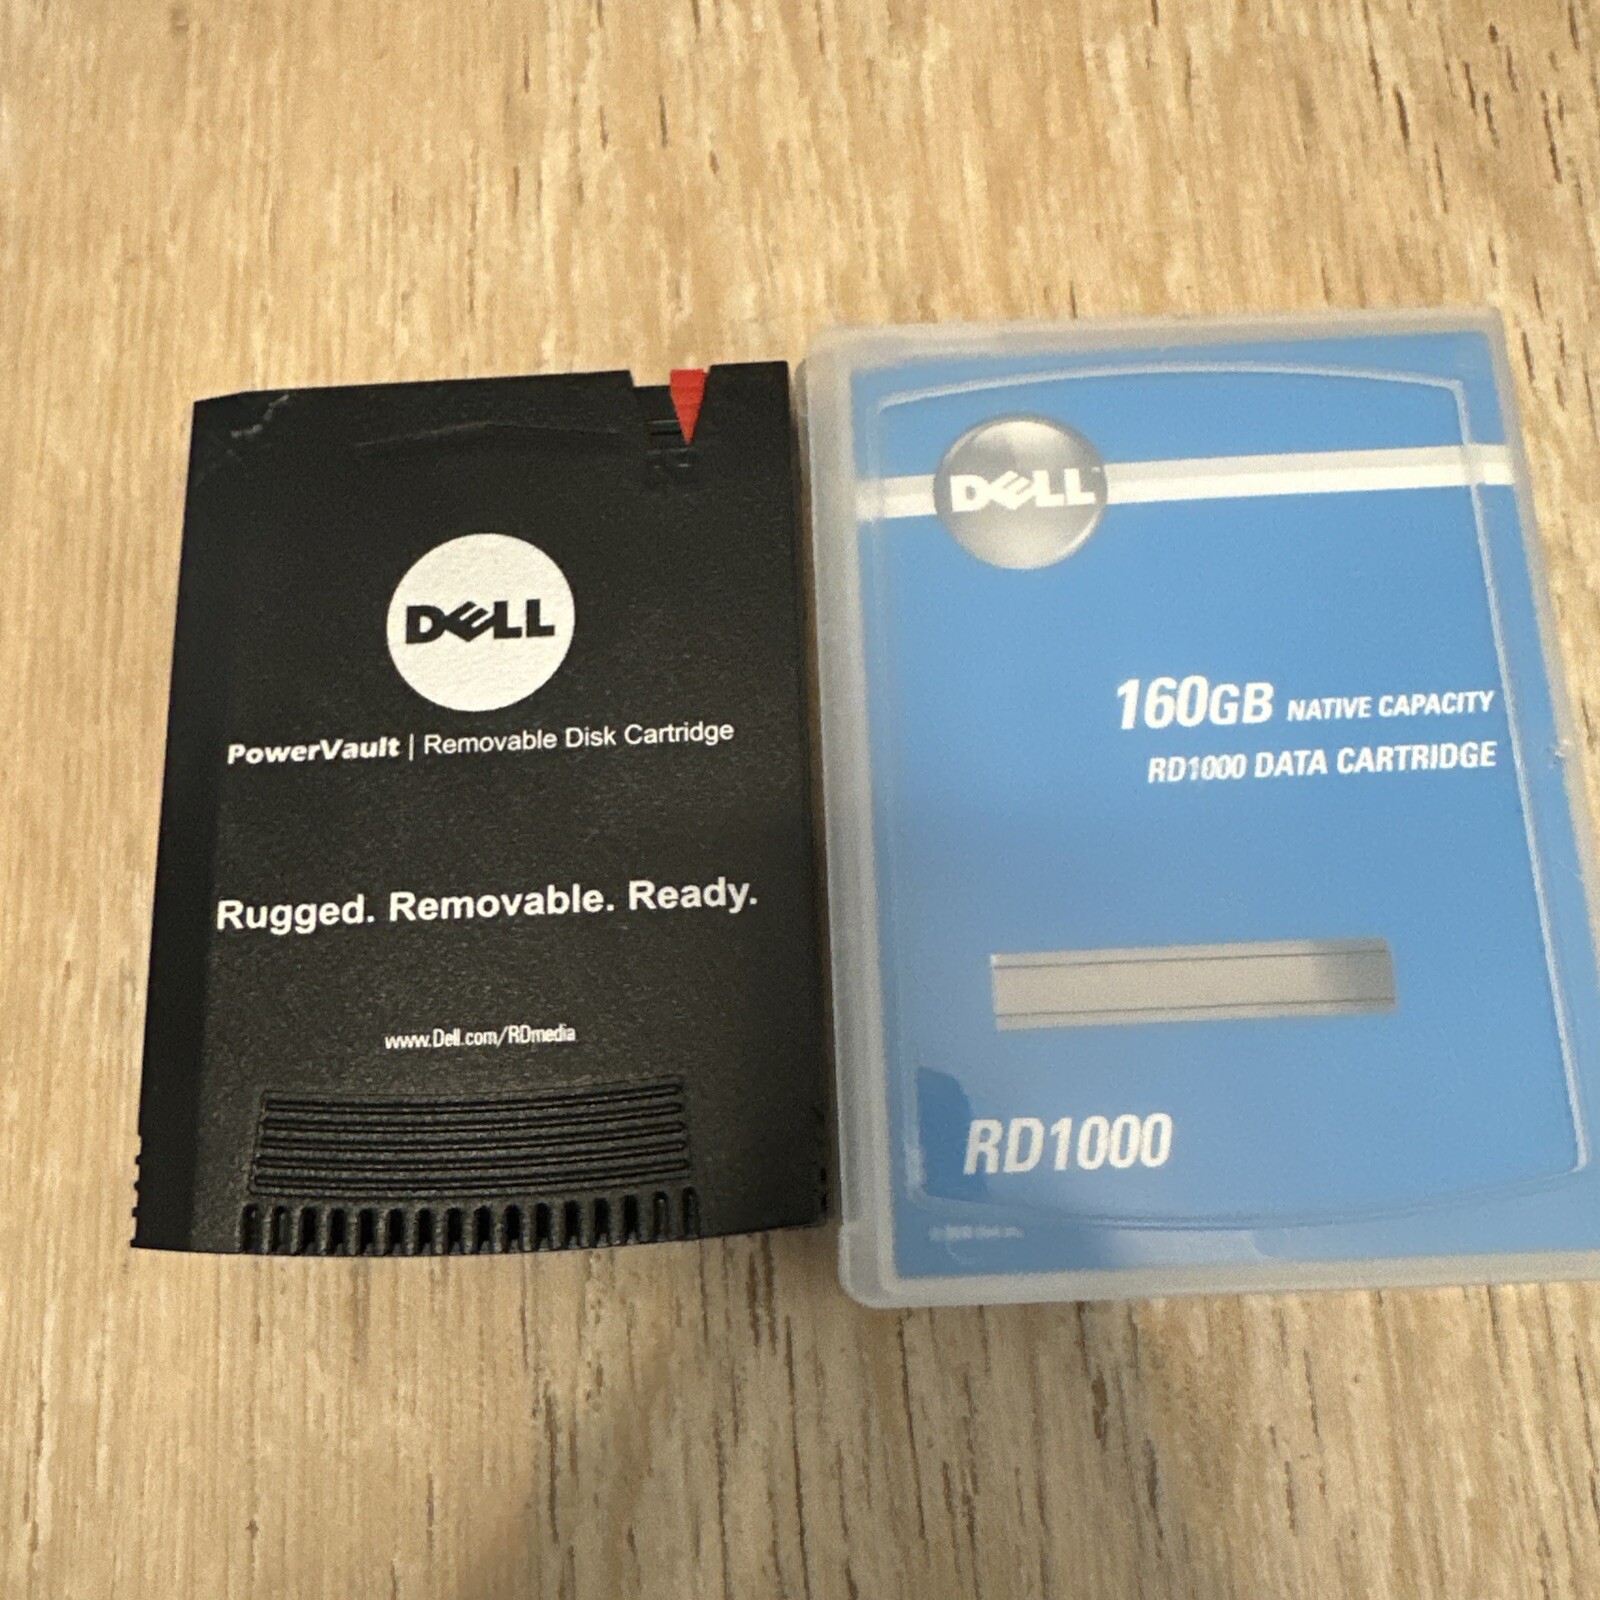 DELL
PowerVault | Removable Disk Cartridge
Rugged. Removable. Ready.
www.Dell.com/RDmedia
DELL™
160GB NATIVE CAPACITY
RD1000 DATA CARTRIDGE
RD1000